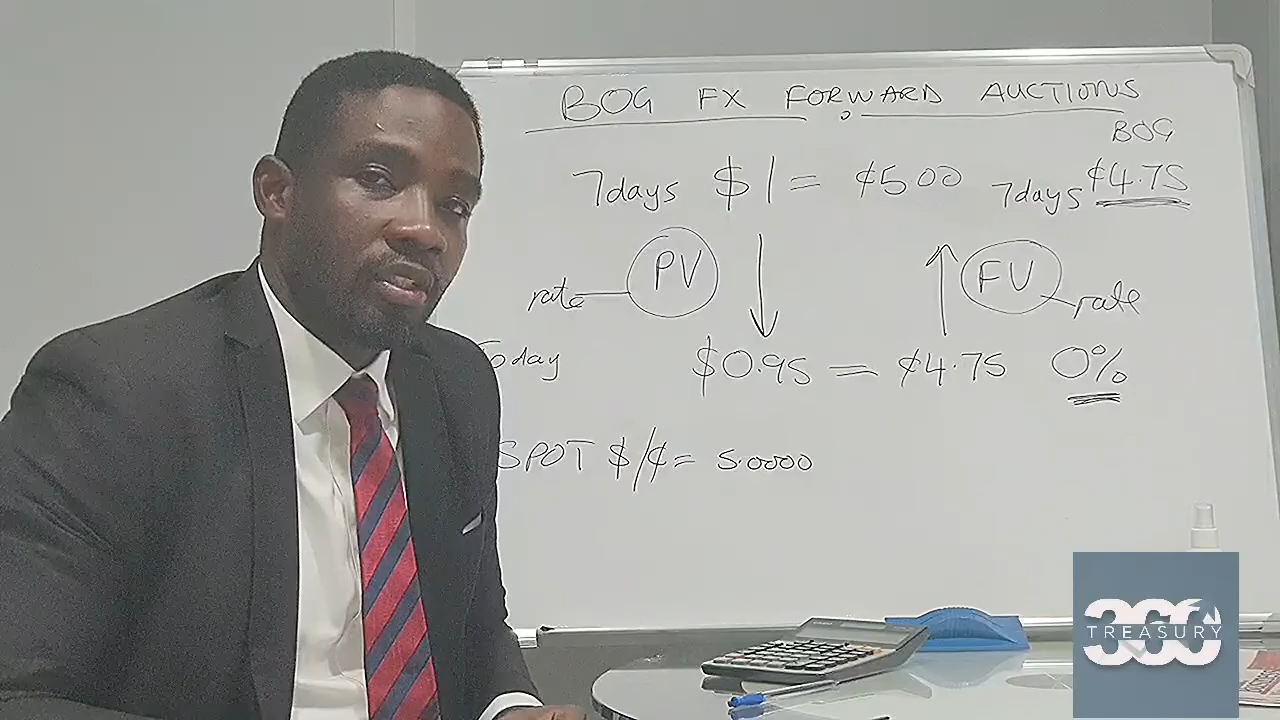 BOG FX FORWARD AUCTIONS
BOG
7days $1 = ¢5.00 7days ¢4.75
rate PV FV rate
Today $0.95 = ¢4.75 0%
SPOT $/¢ = 5.0000
360
TREASURY